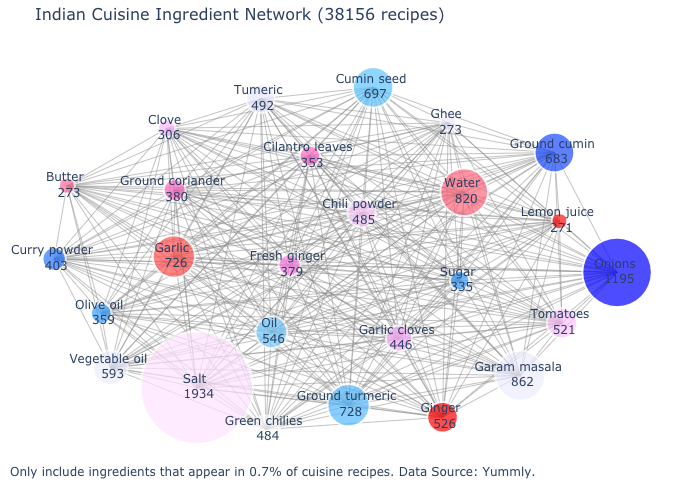 Indian Cuisine Ingredient Network (38156 recipes)
Cumin seed
697
Tumeric
492
Ghee
273
Clove
306
Cilantro leaves
353
Ground cumin
683
Butter
273
Ground coriander
380
Water
820
Chili powder
485
Lemon juice
271
Curry powder
403
Garlic
726
Fresh ginger
379
Sugar
335
Onions
1195
Olive oil
359
Oil
546
Garlic cloves
446
Tomatoes
521
Vegetable oil
593
Salt
1934
Garam masala
862
Ground turmeric
728
Green chilies
484
Ginger
526
Only include ingredients that appear in 0.7% of cuisine recipes. Data Source: Yummly.